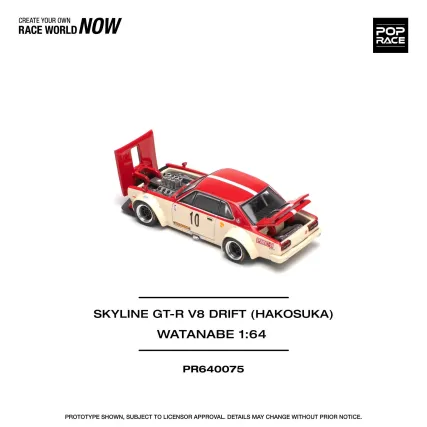 CREATE YOUR OWN
RACE WORLD NOW
POP
RACE
10
SKYLINE GT-R V8 DRIFT (HAKOSUKA)
WATANABE 1:64
PR640075
PROTOTYPE SHOWN, SUBJECT TO LICENSOR APPROVAL. DETAILS MAY CHANGE WITHOUT PRIOR NOTICE.